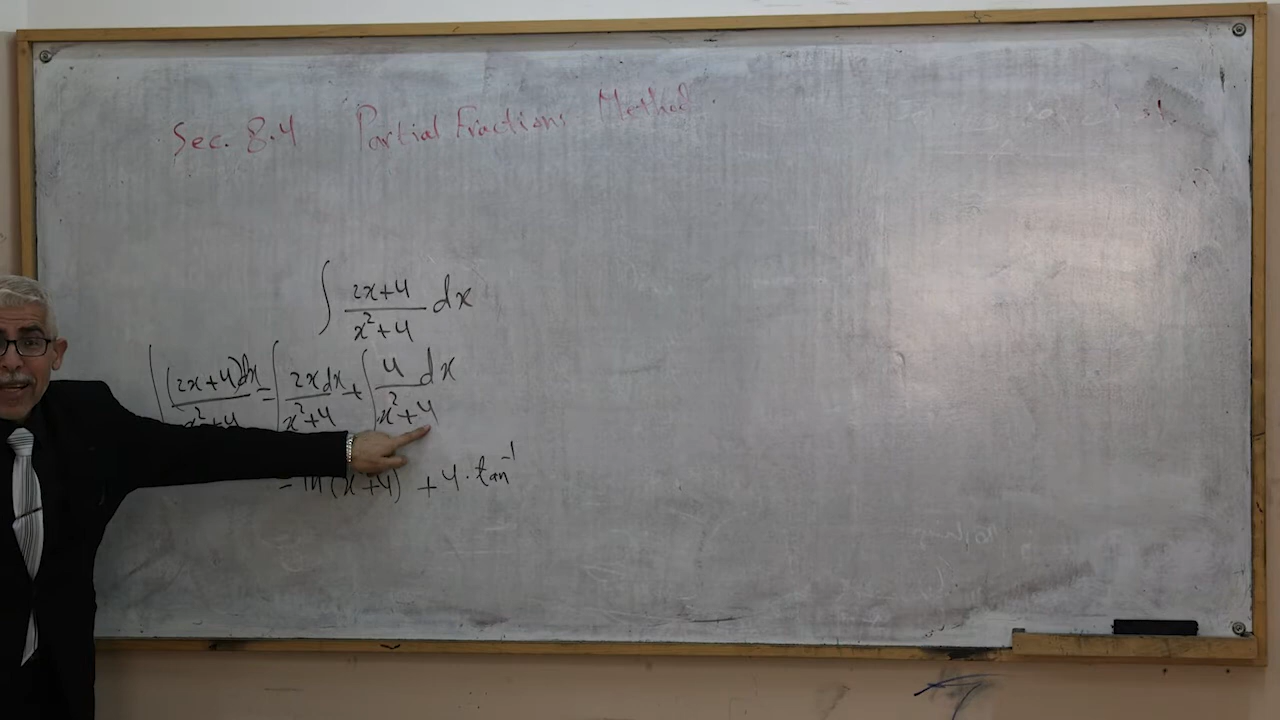 Sec. 8.4 Partial Fractions Method.
∫ (2x+4)/(x²+4) dx
∫ (2x+4)dx/(x²+4) = ∫ 2x dx/(x²+4) + ∫ 4/(x²+4) dx
= ln(x²+4) + 4·tan⁻¹